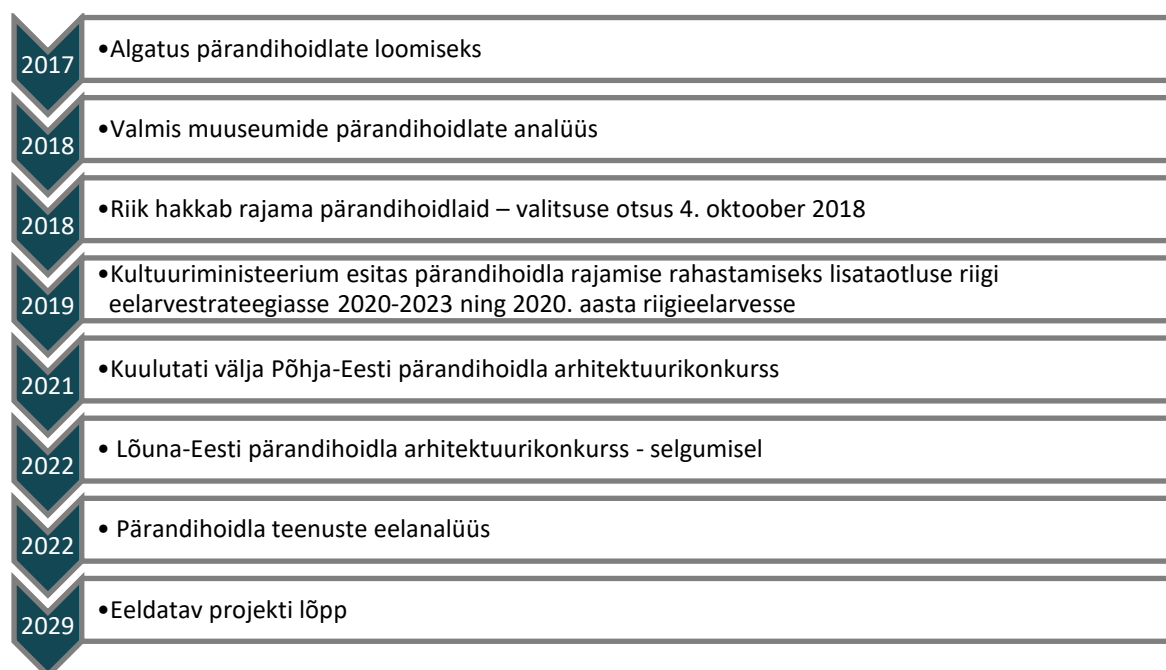 2017
•Algatus pärandihoidlate loomiseks
2018
•Valmis muuseumide pärandihoidlate analüüs
2018
•Riik hakkab rajama pärandihoidlaid – valitsuse otsus 4. oktoober 2018
2019
•Kultuuriministeerium esitas pärandihoidla rajamise rahastamiseks lisataotluse riigi
eelarvestrateegiasse 2020-2023 ning 2020. aasta riigieelarvesse
2021
•Kuulutati välja Põhja-Eesti pärandihoidla arhitektuurikonkurss
2022
• Lõuna-Eesti pärandihoidla arhitektuurikonkurss - selgumisel
2022
• Pärandihoidla teenuste eelanalüüs
2029
•Eeldatav projekti lõpp